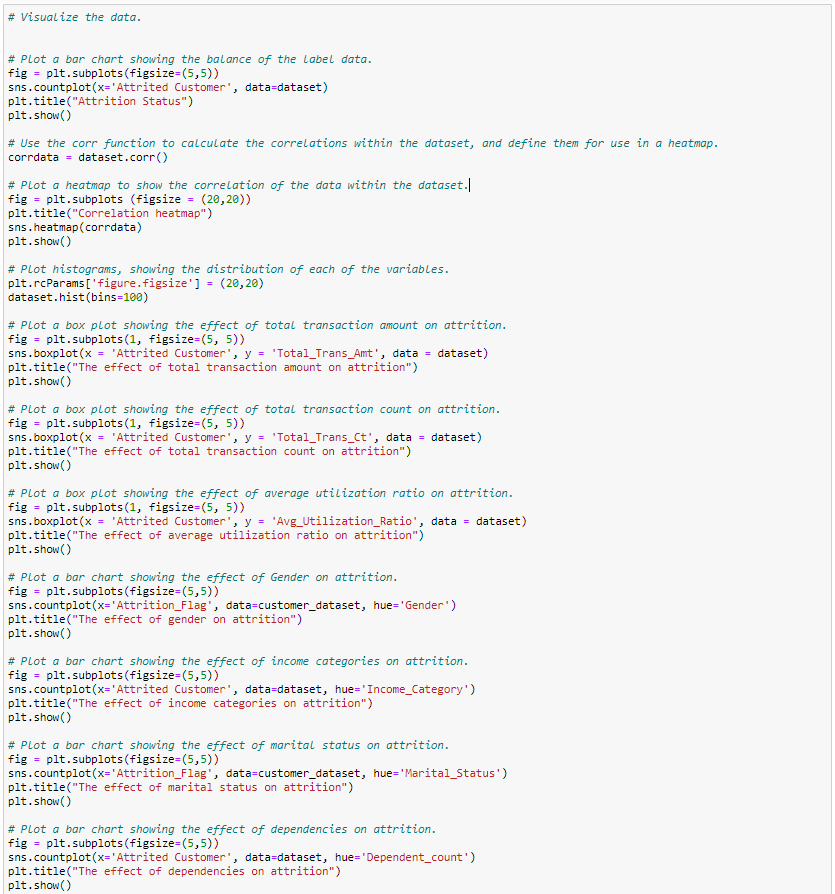 # Visualize the data.
# Plot a bar chart showing the balance of the label data.
fig = plt.subplots(figsize=(5,5))
sns.countplot(x='Attrited Customer', data=dataset)
plt.title("Attrition Status")
plt.show()
# Use the corr function to calculate the correlations within the dataset, and define them for use in a heatmap.
corrdata = dataset.corr()
# Plot a heatmap to show the correlation of the data within the dataset.
fig = plt.subplots (figsize = (20,20))
plt.title("Correlation heatmap")
sns.heatmap(corrdata)
plt.show()
# Plot histograms, showing the distribution of each of the variables.
plt.rcParams['figure.figsize'] = (20,20)
dataset.hist(bins=100)
# Plot a box plot showing the effect of total transaction amount on attrition.
fig = plt.subplots(1, figsize=(5, 5))
sns.boxplot(x = 'Attrited Customer', y = 'Total_Trans_Amt', data = dataset)
plt.title("The effect of total transaction amount on attrition")
plt.show()
# Plot a box plot showing the effect of total transaction count on attrition.
fig = plt.subplots(1, figsize=(5, 5))
sns.boxplot(x = 'Attrited Customer', y = 'Total_Trans_Ct', data = dataset)
plt.title("The effect of total transaction count on attrition")
plt.show()
# Plot a box plot showing the effect of average utilization ratio on attrition.
fig = plt.subplots(1, figsize=(5, 5))
sns.boxplot(x = 'Attrited Customer', y = 'Avg_Utilization_Ratio', data = dataset)
plt.title("The effect of average utilization ratio on attrition")
plt.show()
# Plot a bar chart showing the effect of Gender on attrition.
fig = plt.subplots(figsize=(5,5))
sns.countplot(x='Attrition_Flag', data=customer_dataset, hue='Gender')
plt.title("The effect of gender on attrition")
plt.show()
# Plot a bar chart showing the effect of income categories on attrition.
fig = plt.subplots(figsize=(5,5))
sns.countplot(x='Attrited Customer', data=dataset, hue='Income_Category')
plt.title("The effect of income categories on attrition")
plt.show()
# Plot a bar chart showing the effect of marital status on attrition.
fig = plt.subplots(figsize=(5,5))
sns.countplot(x='Attrition_Flag', data=customer_dataset, hue='Marital_Status')
plt.title("The effect of marital status on attrition")
plt.show()
# Plot a bar chart showing the effect of dependencies on attrition.
fig = plt.subplots(figsize=(5,5))
sns.countplot(x='Attrited Customer', data=dataset, hue='Dependent_count')
plt.title("The effect of dependencies on attrition")
plt.show()